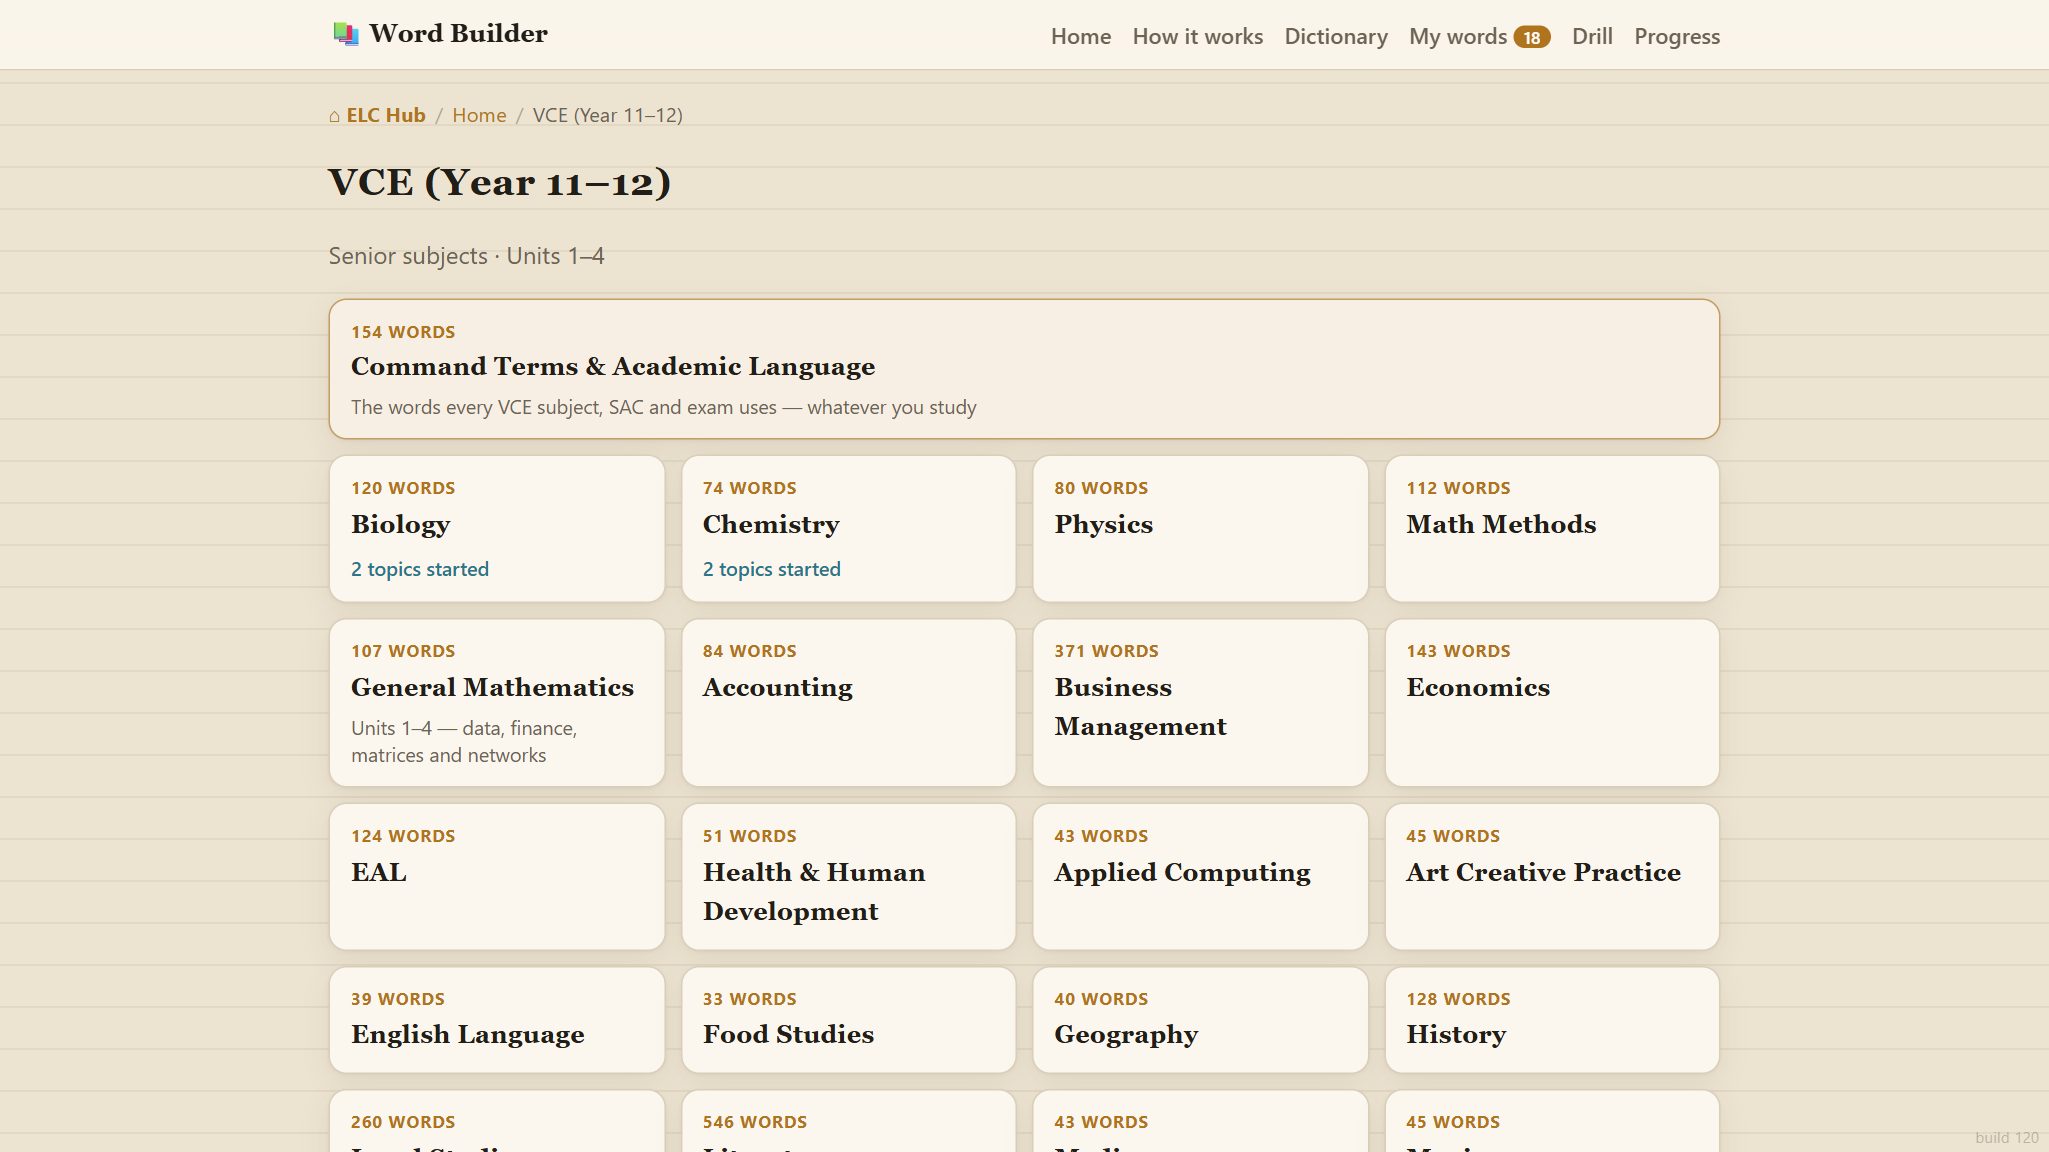 Word Builder
Home How it works Dictionary My words 18 Drill Progress
⌂ ELC Hub / Home / VCE (Year 11–12)
VCE (Year 11–12)
Senior subjects · Units 1–4
154 WORDS
Command Terms & Academic Language
The words every VCE subject, SAC and exam uses — whatever you study
120 WORDS
Biology
2 topics started
74 WORDS
Chemistry
2 topics started
80 WORDS
Physics
112 WORDS
Math Methods
107 WORDS
General Mathematics
Units 1–4 — data, finance,
matrices and networks
84 WORDS
Accounting
371 WORDS
Business
Management
143 WORDS
Economics
124 WORDS
EAL
51 WORDS
Health & Human
Development
43 WORDS
Applied Computing
45 WORDS
Art Creative Practice
39 WORDS
English Language
33 WORDS
Food Studies
40 WORDS
Geography
128 WORDS
History
260 WORDS
546 WORDS
43 WORDS
45 WORDS
build 120